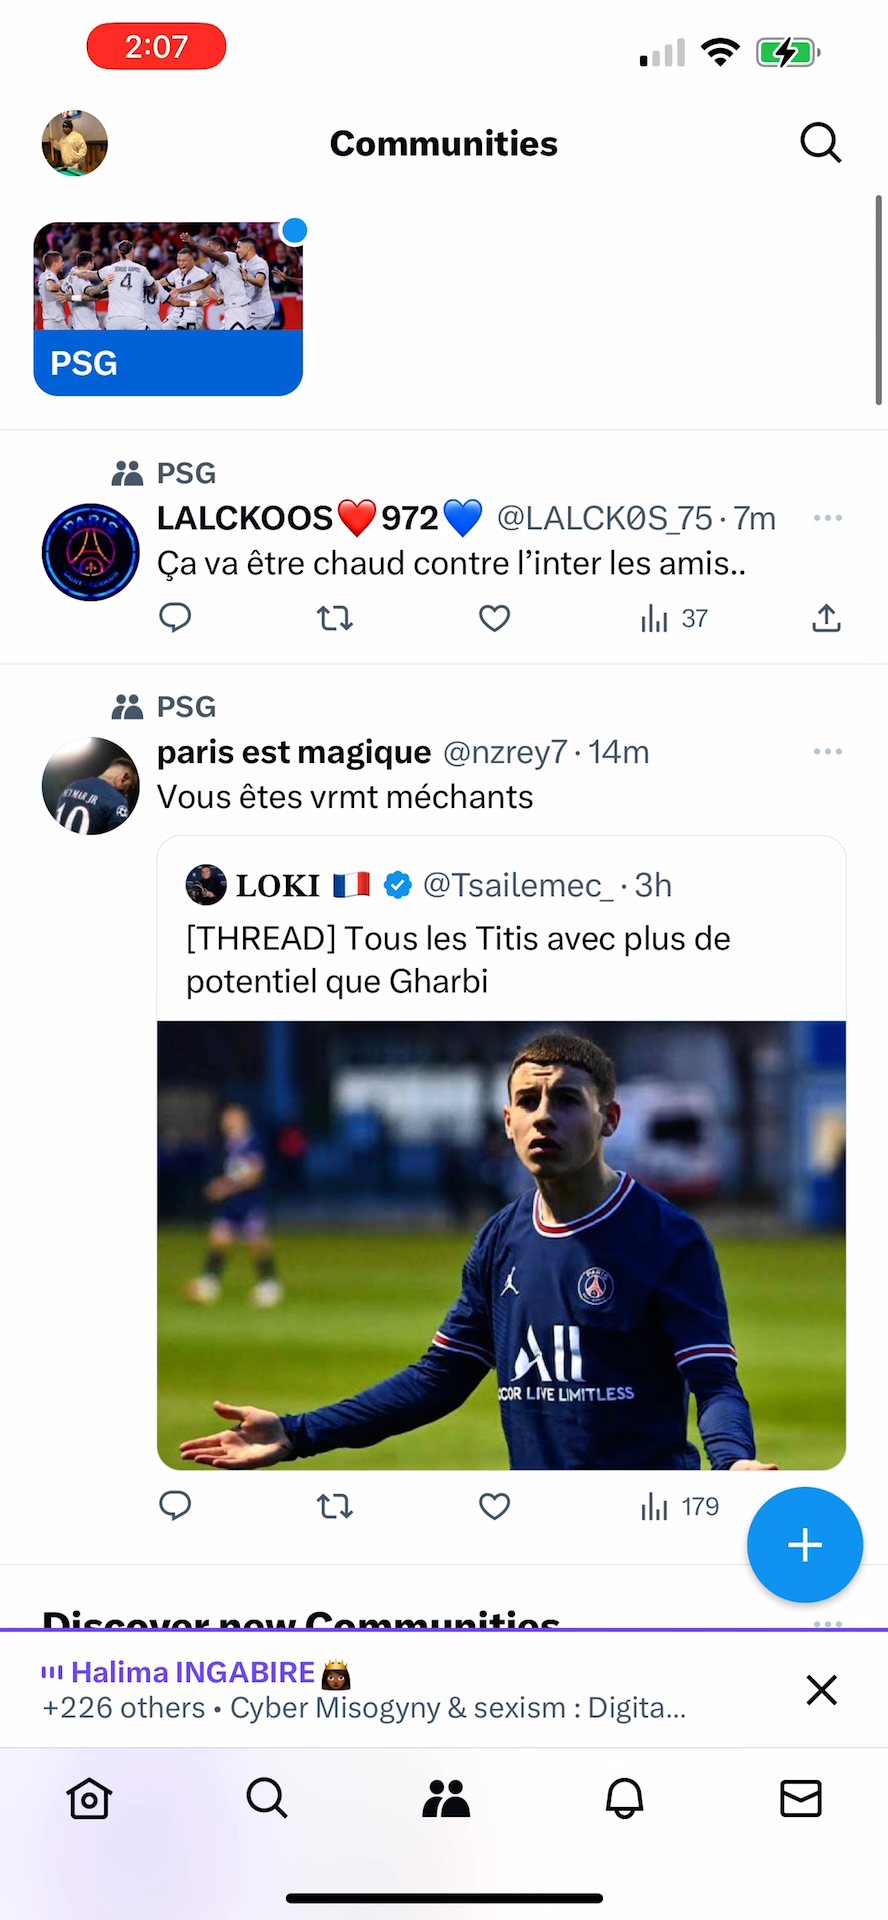 2:07
Communities
PSG
PSG
LALCKOOS❤️972💙 @LALCK0S_75 · 7m
Ça va être chaud contre l’inter les amis..
37
PSG
paris est magique @nzrey7 · 14m
Vous êtes vrmt méchants
LOKI 🇫🇷 @Tsailemec_ · 3h
[THREAD] Tous les Titis avec plus de
potentiel que Gharbi
PARIS
ALL
CCOR LIVE LIMITLESS
179
Discover new Communities
Halima INGABIRE👸🏿
+226 others • Cyber Misogyny & sexism : Digita...